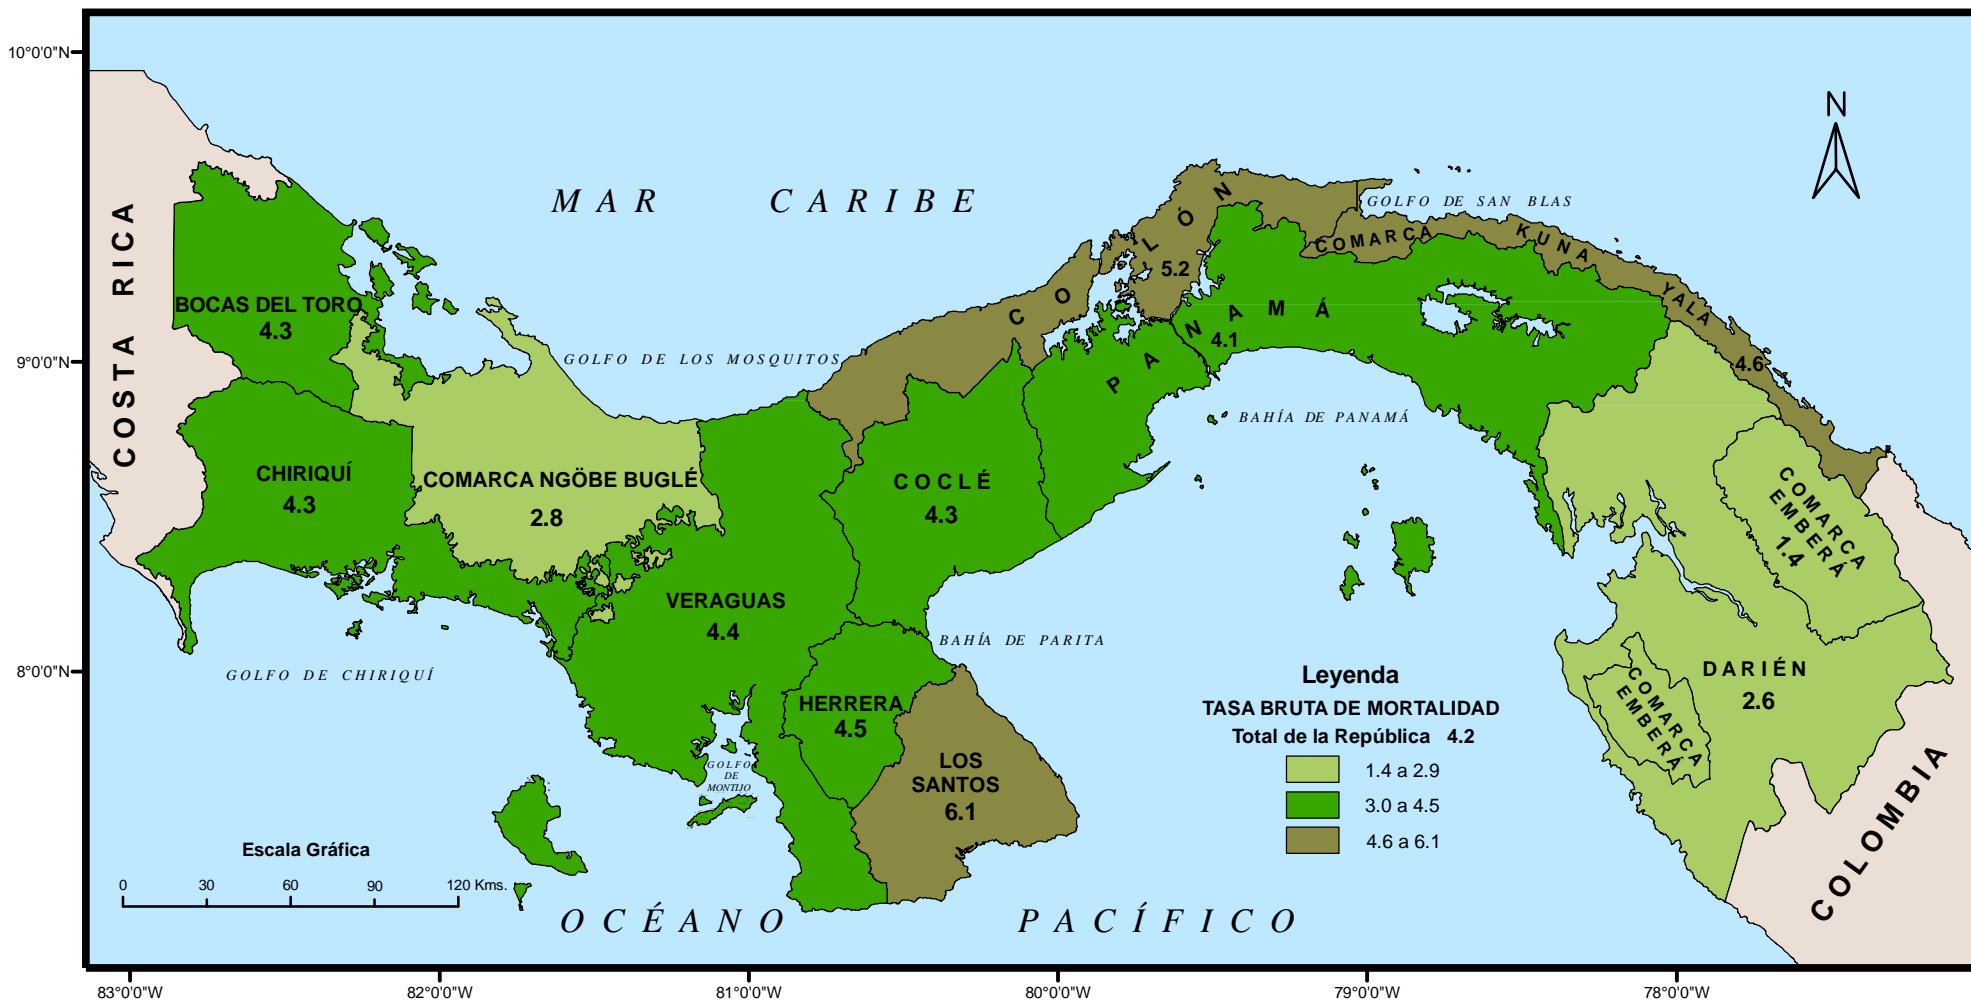 10°0'0"N
9°0'0"N
8°0'0"N
N
MAR CARIBE
COSTA RICA
BOCAS DEL TORO
4.3
GOLFO DE LOS MOSQUITOS
CHIRIQUÍ
4.3
COMARCA NGÖBE BUGLÉ
2.8
VERAGUAS
4.4
GOLFO DE CHIRIQUÍ
COLÓN
5.2
COCLÉ
4.3
PANAMÁ
4.1
GOLFO DE SAN BLAS
COMARCA KUNA YALA
4.6
BAHÍA DE PANAMÁ
BAHÍA DE PARITA
HERRERA
4.5
LOS
SANTOS
6.1
GOLFO
DE
MONTIJO
COMARCA
EMBERÁ
1.4
DARIÉN
2.6
COMARCA
EMBERÁ
COLOMBIA
Leyenda
TASA BRUTA DE MORTALIDAD
Total de la República 4.2
1.4 a 2.9
3.0 a 4.5
4.6 a 6.1
Escala Gráfica
0 30 60 90 120 Kms.
OCÉANO PACÍFICO
83°0'0"W 82°0'0"W 81°0'0"W 80°0'0"W 79°0'0"W 78°0'0"W